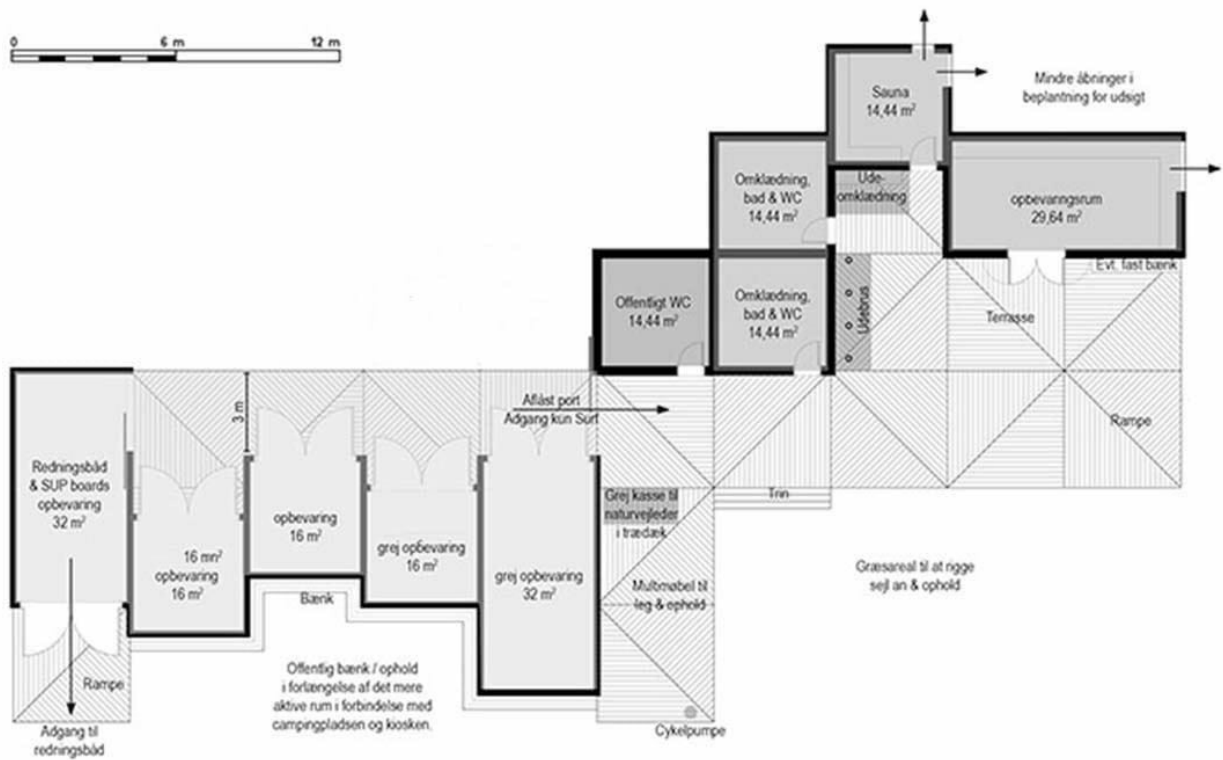 0 6 m 12 m
Sauna
14,44 m²
Mindre åbninger i
beplantning for udsigt
Omklædning,
bad & WC
14,44 m²
Ude-
omklædning
opbevarıngsrum
29,64 m²
Offentligt WC
14,44 m²
Omklædning,
bad & WC
14,44 m²
Udebrus
Evt. fast bænk
Terrasse
3 m
Aflåst port
Adgang kun Surf
Rampe
Redningsbåd
& SUP boards
opbevaring
32 m²
16 mn²
opbevaring
16 m²
opbevaring
16 m²
grej opbevaring
16 m²
grej opbevaring
32 m²
Grej kasse til
naturvejleder
i trædæk
Trin
Multmøbel til
leg & ophold
Græsareal til at rigge
sejl an & ophold
Bænk
Offentlig bænk / ophold
i forlængelse af det mere
aktive rum i forbindelse med
campingpladsen og kiosken.
Rampe
Adgang til
redningsbåd
Cykelpumpe